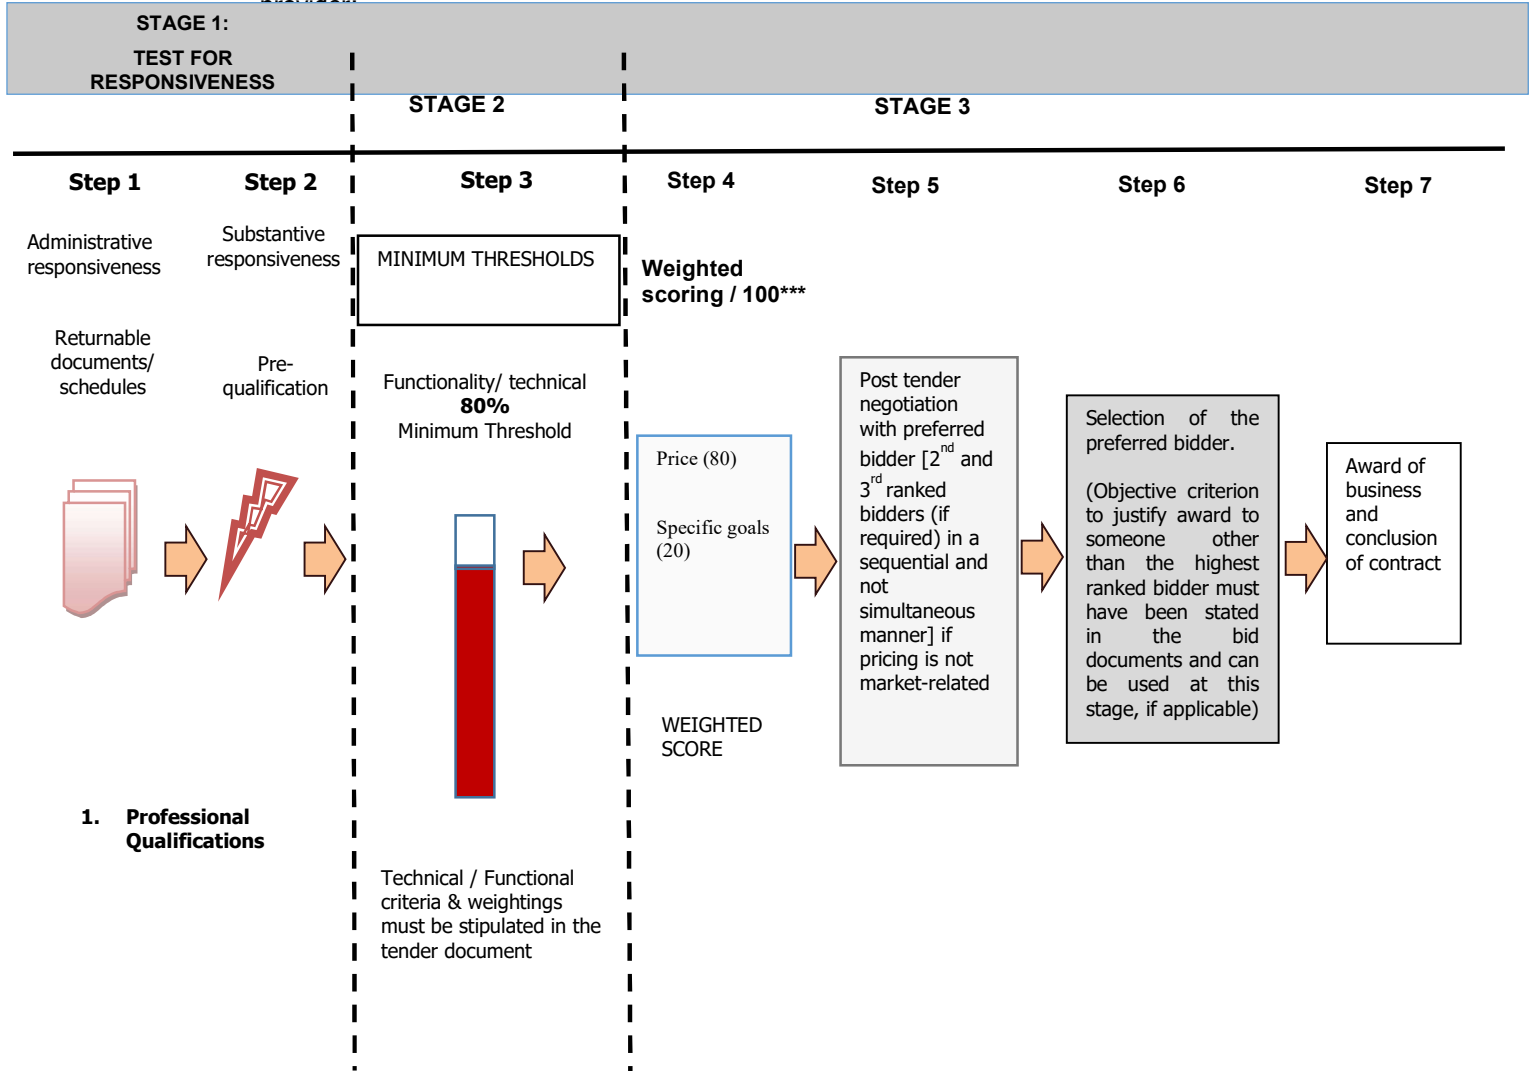 provider:
STAGE 1:
TEST FOR
RESPONSIVENESS
STAGE 2
STAGE 3
Step 1
Step 2
Step 3
Step 4
Step 5
Step 6
Step 7
Administrative
responsiveness
Substantive
responsiveness
MINIMUM THRESHOLDS
Weighted
scoring / 100***
Returnable
documents/
schedules
Pre-
qualification
Functionality/ technical
80%
Minimum Threshold
Price (80)
Specific goals
(20)
WEIGHTED
SCORE
Post tender
negotiation
with preferred
bidder [2nd and
3rd ranked
bidders (if
required) in a
sequential and
not
simultaneous
manner] if
pricing is not
market-related
Selection of the
preferred bidder.
(Objective criterion
to justify award to
someone other
than the highest
ranked bidder must
have been stated
in the bid
documents and can
be used at this
stage, if applicable)
Award of
business
and
conclusion
of contract
1. Professional
Qualifications
Technical / Functional
criteria & weightings
must be stipulated in the
tender document